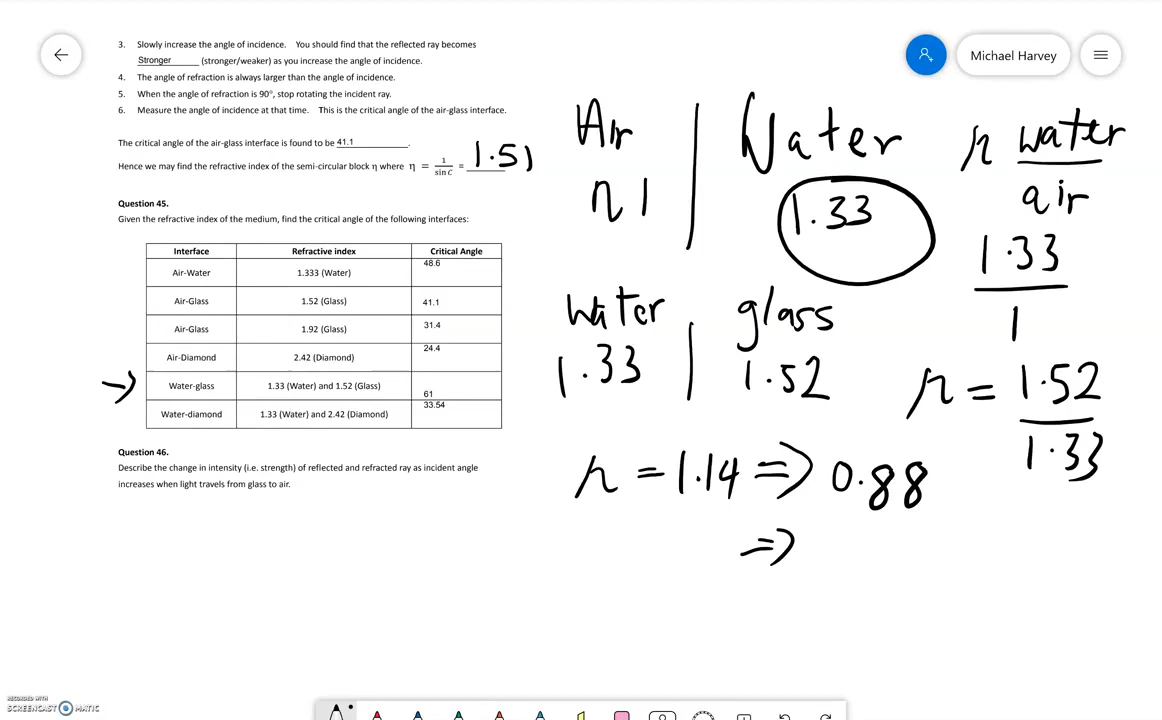 3. Slowly increase the angle of incidence. You should find that the reflected ray becomes
Stronger (stronger/weaker) as you increase the angle of incidence.
4. The angle of refraction is always larger than the angle of incidence.
5. When the angle of refraction is 90°, stop rotating the incident ray.
6. Measure the angle of incidence at that time. This is the critical angle of the air-glass interface.
The critical angle of the air-glass interface is found to be 41.1.
Hence we may find the refractive index of the semi-circular block η where η = 1/sin C = 1.51
Question 45.
Given the refractive index of the medium, find the critical angle of the following interfaces:
Interface Refractive index Critical Angle
Air-Water 1.333 (Water) 48.6
Air-Glass 1.52 (Glass) 41.1
Air-Glass 1.92 (Glass) 31.4
Air-Diamond 2.42 (Diamond) 24.4
Water-glass 1.33 (Water) and 1.52 (Glass) 61
Water-diamond 1.33 (Water) and 2.42 (Diamond) 33.54
Question 46.
Describe the change in intensity (i.e. strength) of reflected and refracted ray as incident angle
increases when light travels from glass to air.
Michael Harvey
Air | Water
n 1 | 1.33
n water
air
1.33
1
water | glass
1.33 | 1.52
n = 1.52
1.33
n = 1.14 => 0.88
=>
RECORDED WITH
SCREENCAST MATIC